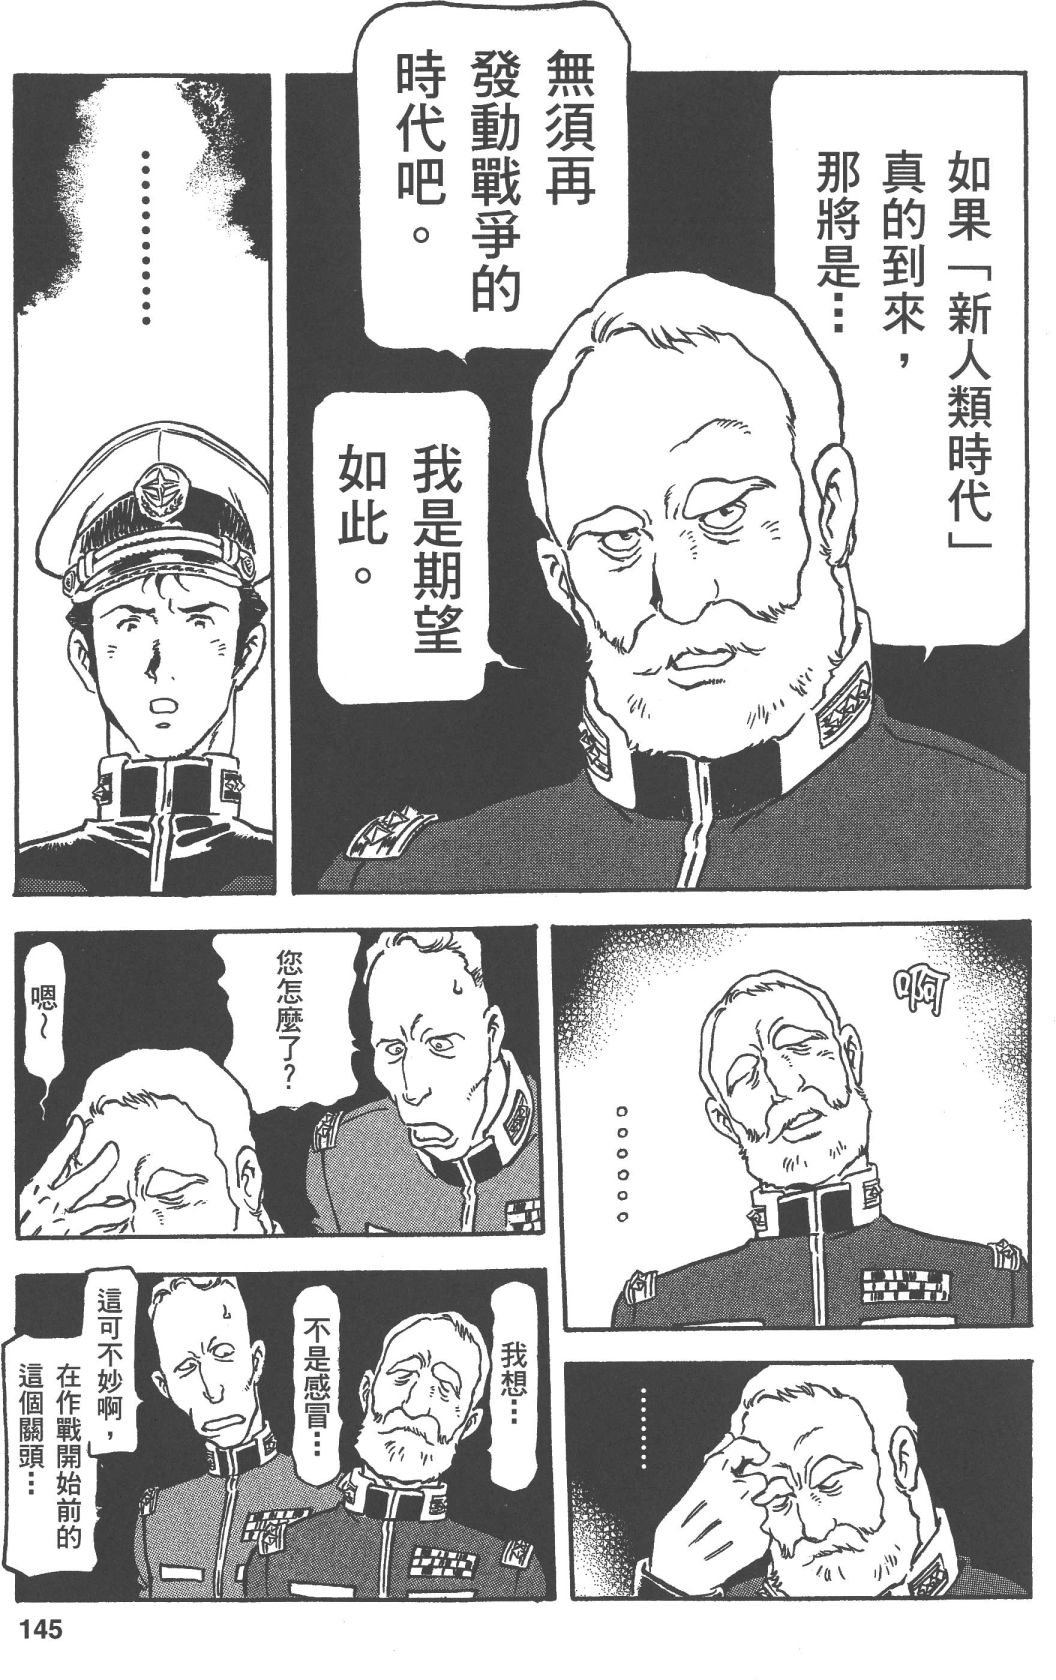 如果「新人類時代」
真的到來，
那將是…
無須再
發動戰爭的
時代吧。
我是期望
如此。
…………
啊
。。。。。。
您怎麼了？
嗯～
………
我想…
不是感冒…
這可不妙啊，
在作戰開始前的
這個關頭…
145